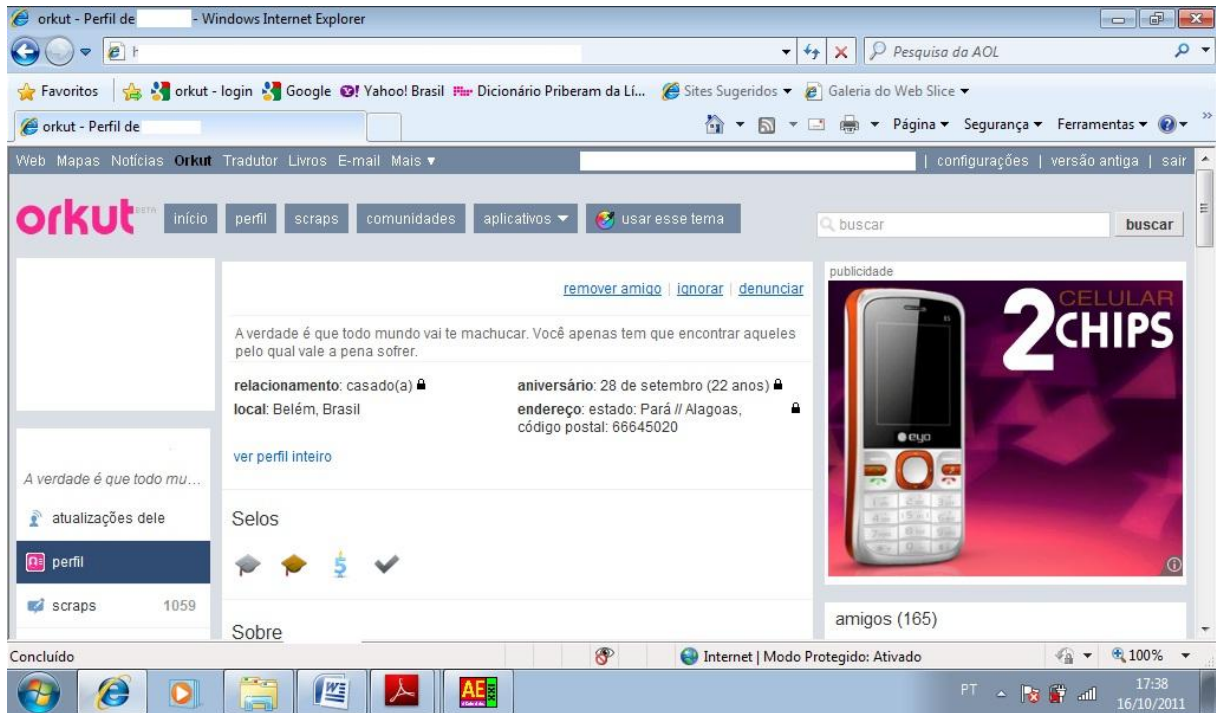 orkut - Perfil de - Windows Internet Explorer
Pesquisa da AOL
Favoritos orkut - login Google Yahoo! Brasil Dicionário Priberam da Lí... Sites Sugeridos Galeria do Web Slice
orkut - Perfil de Página Segurança Ferramentas
Web Mapas Notícias Orkut Tradutor Livros E-mail Mais | configurações | versão antiga | sair
orkut BETA início perfil scraps comunidades aplicativos usar esse tema buscar buscar
remover amigo | ignorar | denunciar
A verdade é que todo mundo vai te machucar. Você apenas tem que encontrar aqueles
pelo qual vale a pena sofrer.
relacionamento: casado(a) aniversário: 28 de setembro (22 anos)
local: Belém, Brasil endereço: estado: Pará // Alagoas,
código postal: 66645020
ver perfil inteiro
A verdade é que todo mu...
atualizações dele
perfil
scraps 1059
Selos
5
Sobre
publicidade
2 CELULAR
CHIPS
eyo
amigos (165)
Concluído Internet | Modo Protegido: Ativado 100%
AE PT 17:38
16/10/2011